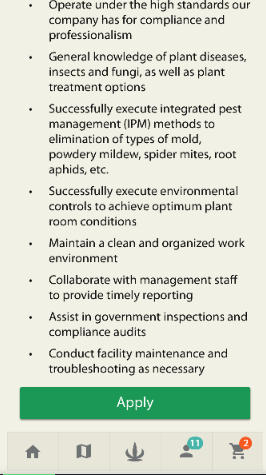 • Operate under the high standards our
company has for compliance and
professionalism
• General knowledge of plant diseases,
insects and fungi, as well as plant
treatment options
• Successfully execute integrated pest
management (IPM) methods to
elimination of types of mold,
powdery mildew, spider mites, root
aphids, etc.
• Successfully execute environmental
controls to achieve optimum plant
room conditions
• Maintain a clean and organized work
environment
• Collaborate with management staff
to provide timely reporting
• Assist in government inspections and
compliance audits
• Conduct facility maintenance and
troubleshooting as necessary
Apply
11
2